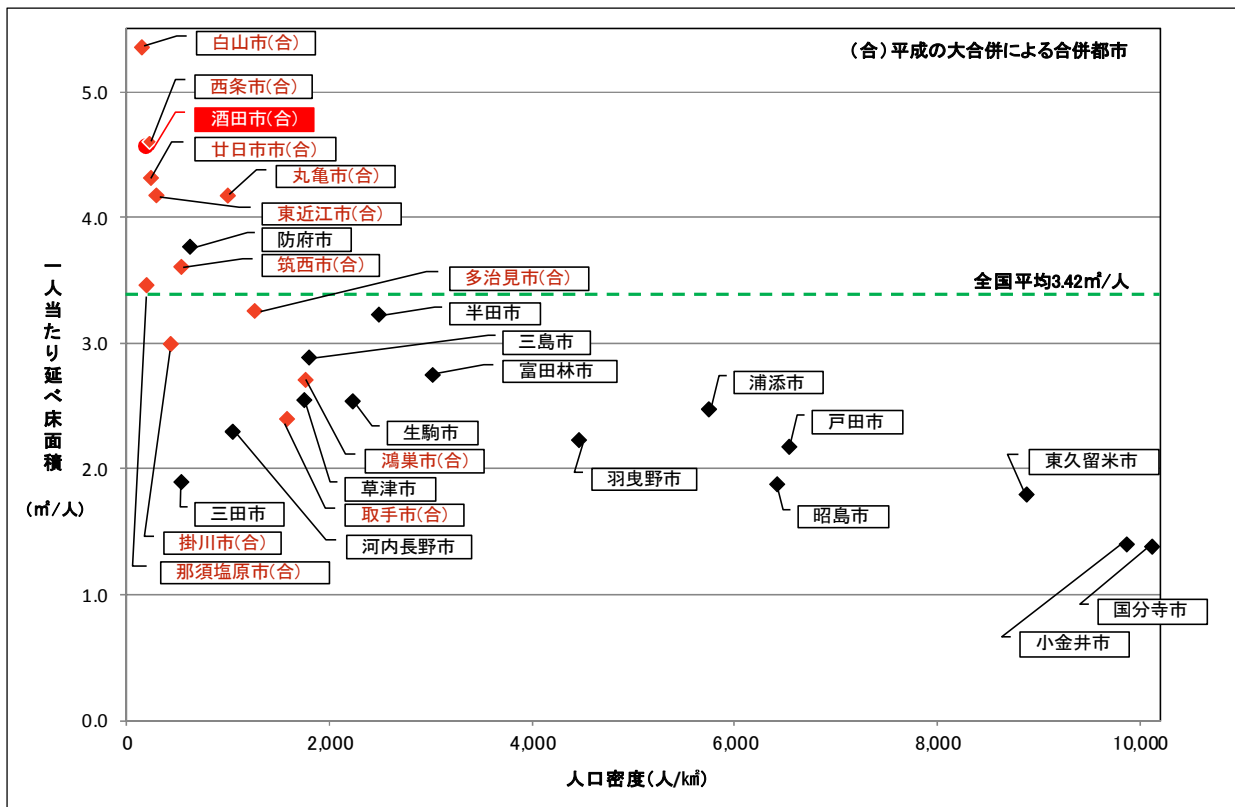 白山市(合)
(合)平成の大合併による合併都市
5.0
西条市(合)
酒田市(合)
廿日市市(合)
丸亀市(合)
4.0
東近江市(合)
防府市
筑西市(合)
多治見市(合)
全国平均3.42㎡/人
半田市
3.0
三島市
富田林市
浦添市
戸田市
生駒市
鴻巣市(合)
羽曳野市
東久留米市
2.0
草津市
三田市
取手市(合)
昭島市
掛川市(合)
河内長野市
那須塩原市(合)
1.0
国分寺市
小金井市
0.0
一人当たり延べ床面積
(㎡/人)
0
2,000
4,000
6,000
8,000
10,000
人口密度(人/k㎡)